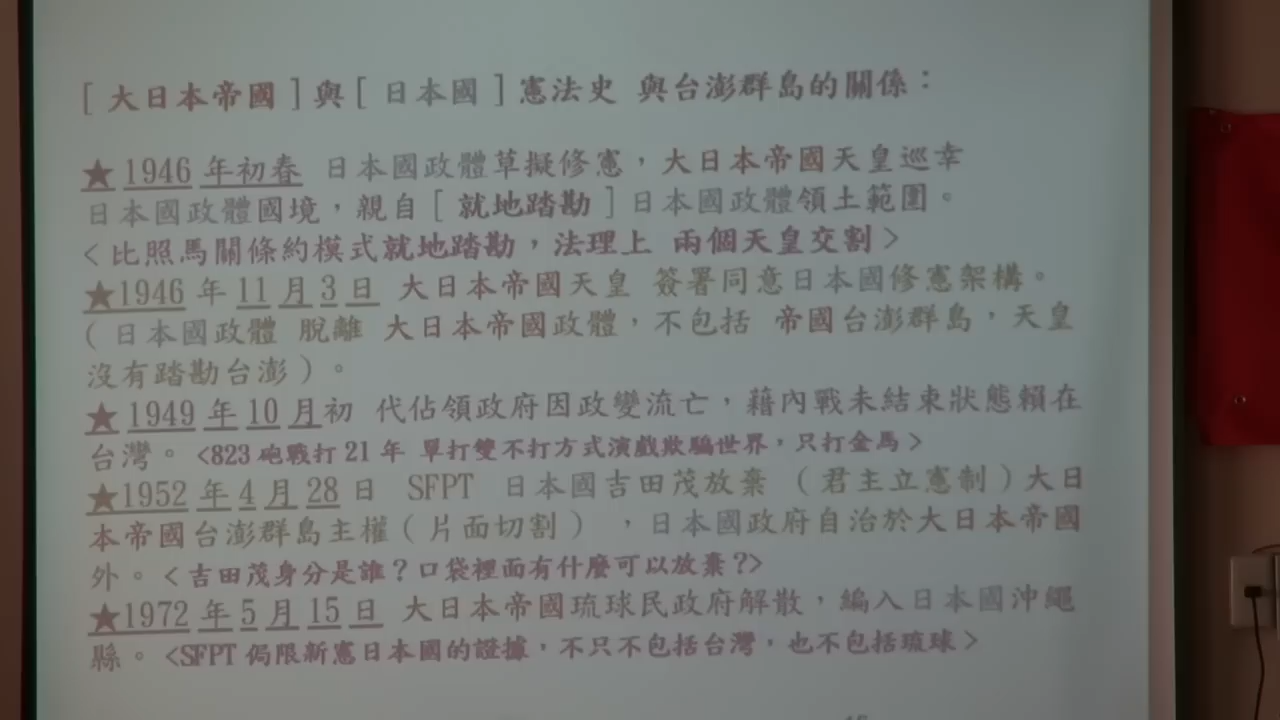 [ 大日本帝國 ] 與 [ 日本國 ] 憲法史 與台澎群島的關係：
★ 1946 年初春 日本國政體草擬修憲，大日本帝國天皇巡幸
日本國政體國境，親自 [ 就地踏勘 ] 日本國政體領土範圍。
< 比照馬關條約模式就地踏勘，法理上 兩個天皇交割 >
★1946 年 11 月 3 日 大日本帝國天皇 簽署同意日本國修憲架構。
( 日本國政體 脫離 大日本帝國政體，不包括 帝國台澎群島，天皇
沒有踏勘台澎 ) 。
★ 1949 年 10 月初 代佔領政府因政變流亡，藉內戰未結束狀態賴在
台灣。 <823 砲戰打 21 年 單打雙不打方式演戲欺騙世界，只打金馬 >
★1952 年 4 月 28 日 SFPT 日本國吉田茂放棄 ( 君主立憲制 ) 大日
本帝國台澎群島主權 ( 片面切割 ) ，日本國政府自治於大日本帝國
外。 < 吉田茂身分是誰？口袋裡面有什麼可以放棄？>
★1972 年 5 月 15 日 大日本帝國琉球民政府解散，編入日本國沖繩
縣。 <SFPT 侷限新憲日本國的證據，不只不包括台灣，也不包括琉球 >